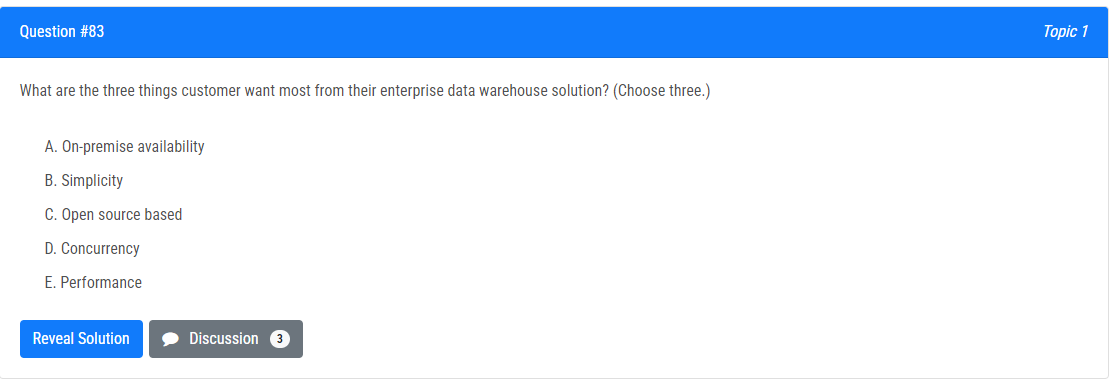 Question #83
Topic 1
What are the three things customer want most from their enterprise data warehouse solution? (Choose three.)
A. On-premise availability
B. Simplicity
C. Open source based
D. Concurrency
E. Performance
Reveal Solution
Discussion 3